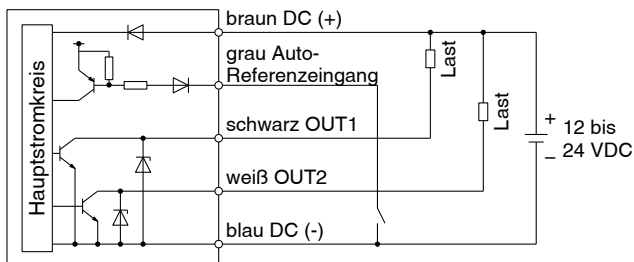 braun DC (+)
grau Auto-
Referenzeingang
Last
Last
Hauptstromkreis
schwarz OUT1
+ 12 bis
− 24 VDC
weiß OUT2
blau DC (-)